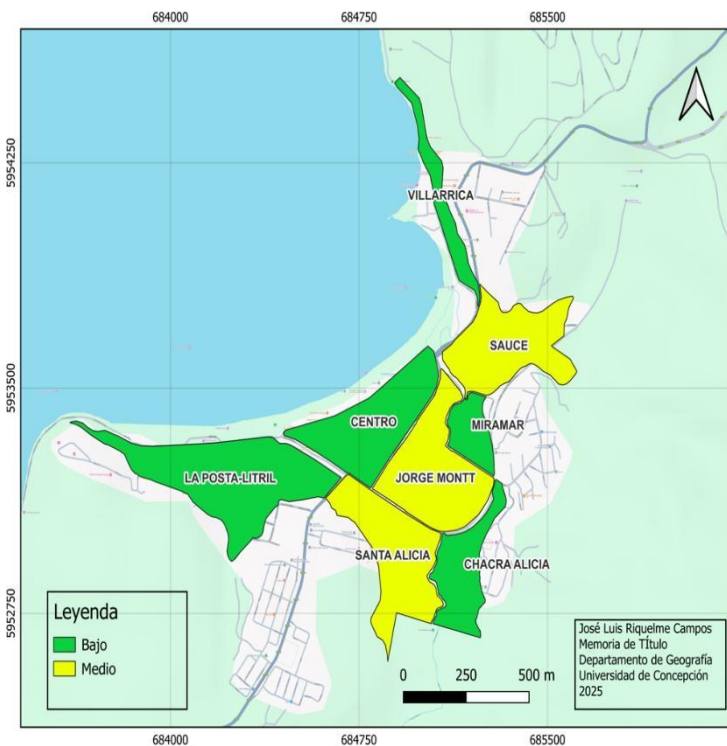 684000 684750 685500
5954250
VILLARRICA
SAUCE
5953500
CENTRO
MIRAMAR
LA POSTA-LITRIL
JORGE MONTT
SANTA ALICIA
CHACRA ALICIA
5952750
Leyenda
Bajo
Medio
0 250 500 m
José Luis Riquelme Campos
Memoria de TÍtulo
Departamento de Geografía
Universidad de Concepción
2025
684000 684750 685500